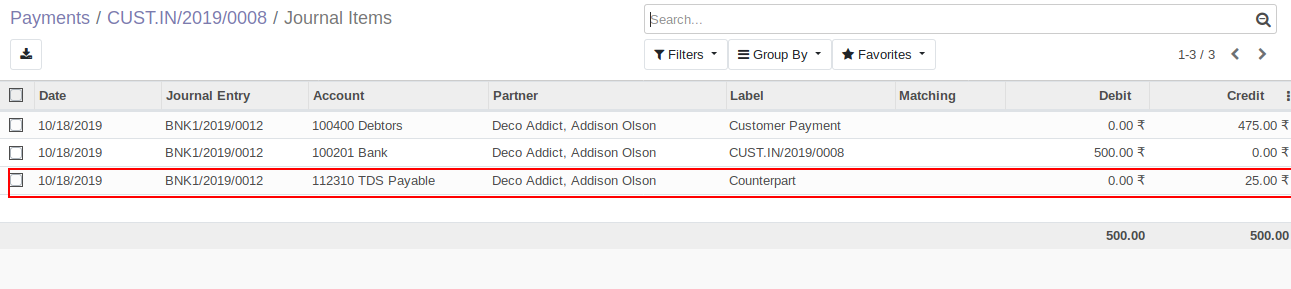 Payments / CUST.IN/2019/0008 / Journal Items
Search...
Filters Group By Favorites 1-3 / 3
Date Journal Entry Account Partner Label Matching Debit Credit
10/18/2019 BNK1/2019/0012 100400 Debtors Deco Addict, Addison Olson Customer Payment 0.00 ₹ 475.00 ₹
10/18/2019 BNK1/2019/0012 100201 Bank Deco Addict, Addison Olson CUST.IN/2019/0008 500.00 ₹ 0.00 ₹
10/18/2019 BNK1/2019/0012 112310 TDS Payable Deco Addict, Addison Olson Counterpart 0.00 ₹ 25.00 ₹
500.00 500.00